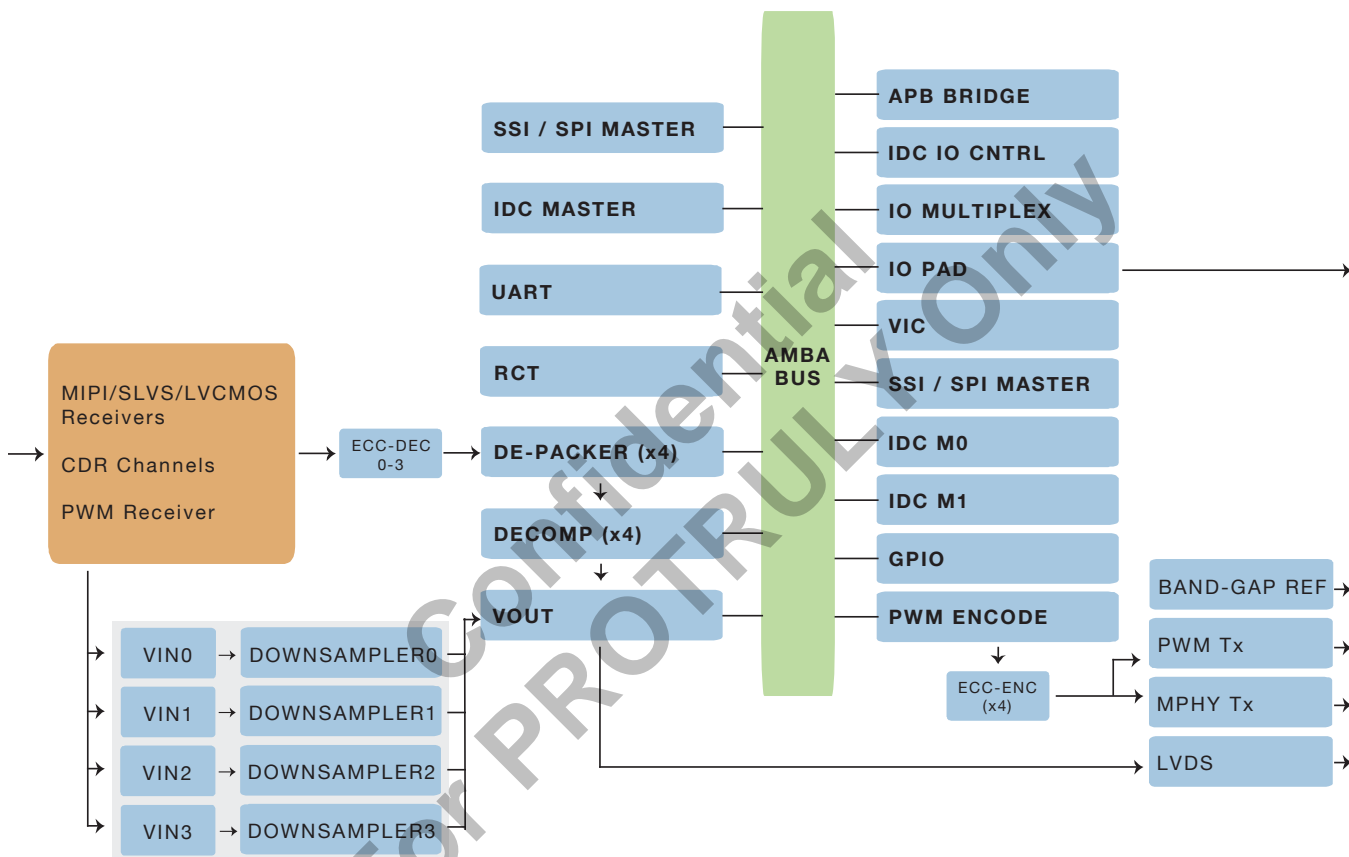 SSI / SPI MASTER
IDC MASTER
UART
RCT
MIPI/SLVS/LVCMOS
Receivers
CDR Channels
PWM Receiver
ECC-DEC
0-3
DE-PACKER (x4)
DECOMP (x4)
VOUT
VIN0
DOWNSAMPLER0
VIN1
DOWNSAMPLER1
VIN2
DOWNSAMPLER2
VIN3
DOWNSAMPLER3
AMBA
BUS
APB BRIDGE
IDC IO CNTRL
IO MULTIPLEX
IO PAD
VIC
SSI / SPI MASTER
IDC M0
IDC M1
GPIO
PWM ENCODE
ECC-ENC
(x4)
BAND-GAP REF
PWM Tx
MPHY Tx
LVDS
Confidential
For PROTRULY Only